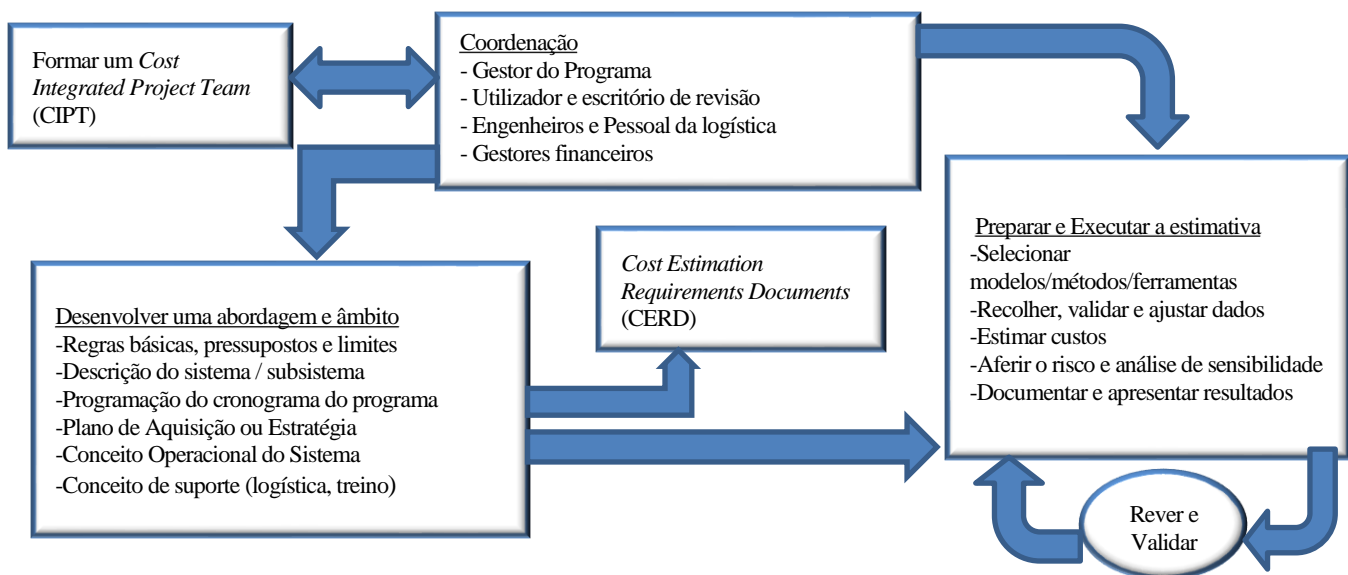 Formar um Cost
Integrated Project Team
(CIPT)
Coordenação
- Gestor do Programa
- Utilizador e escritório de revisão
- Engenheiros e Pessoal da logística
- Gestores financeiros
Desenvolver uma abordagem e âmbito
-Regras básicas, pressupostos e limites
-Descrição do sistema / subsistema
-Programação do cronograma do programa
-Plano de Aquisição ou Estratégia
-Conceito Operacional do Sistema
-Conceito de suporte (logística, treino)
Cost Estimation
Requirements Documents
(CERD)
Preparar e Executar a estimativa
-Selecionar
modelos/métodos/ferramentas
-Recolher, validar e ajustar dados
-Estimar custos
-Aferir o risco e análise de sensibilidade
-Documentar e apresentar resultados
Rever e
Validar